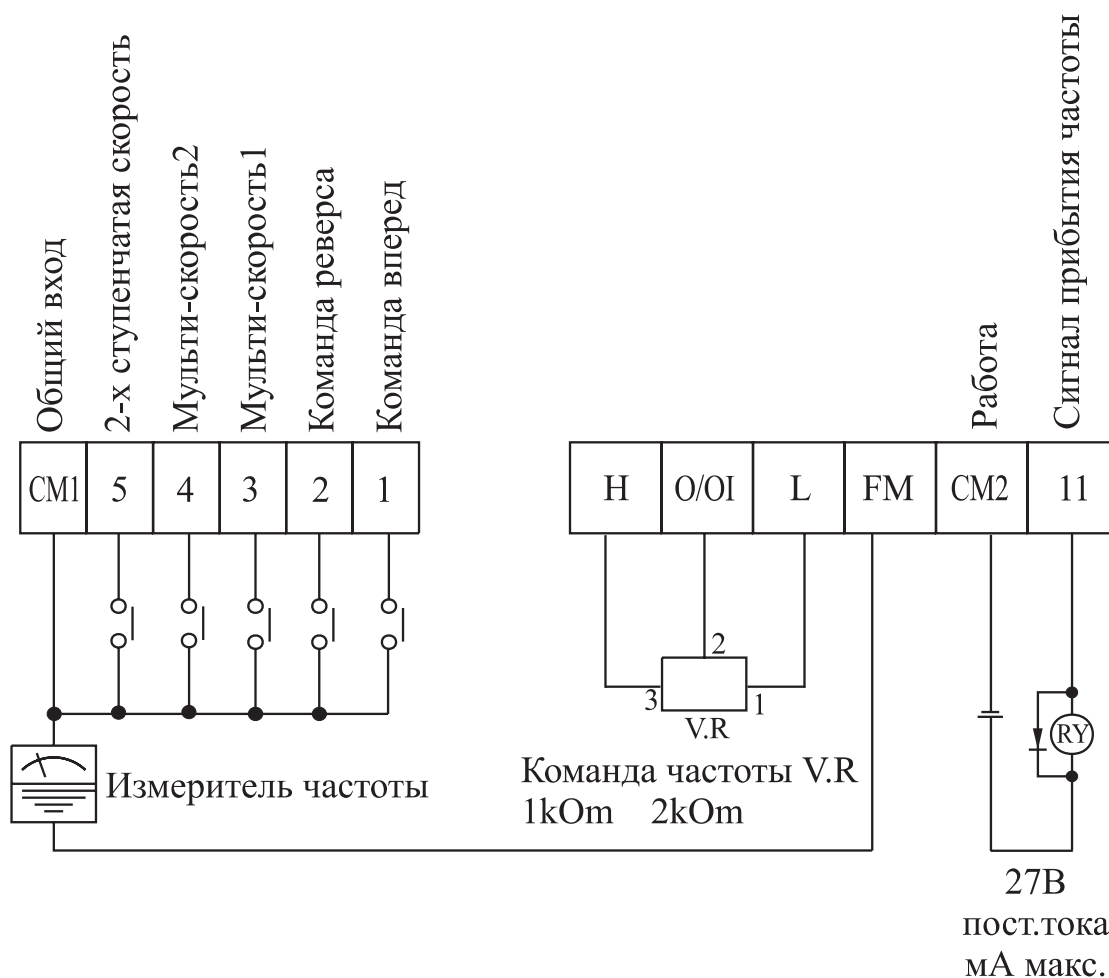 Общий вход
2-х ступенчатая скорость
Мульти-скорость2
Мульти-скорость1
Команда реверса
Команда вперед
Работа
Сигнал прибытия частоты
CM1 5 4 3 2 1
H O/OI L FM CM2 11
2
3 1
V.R
RY
Измеритель частоты
Команда частоты V.R
1kOm 2kOm
27В
пост.тока
мА макс.